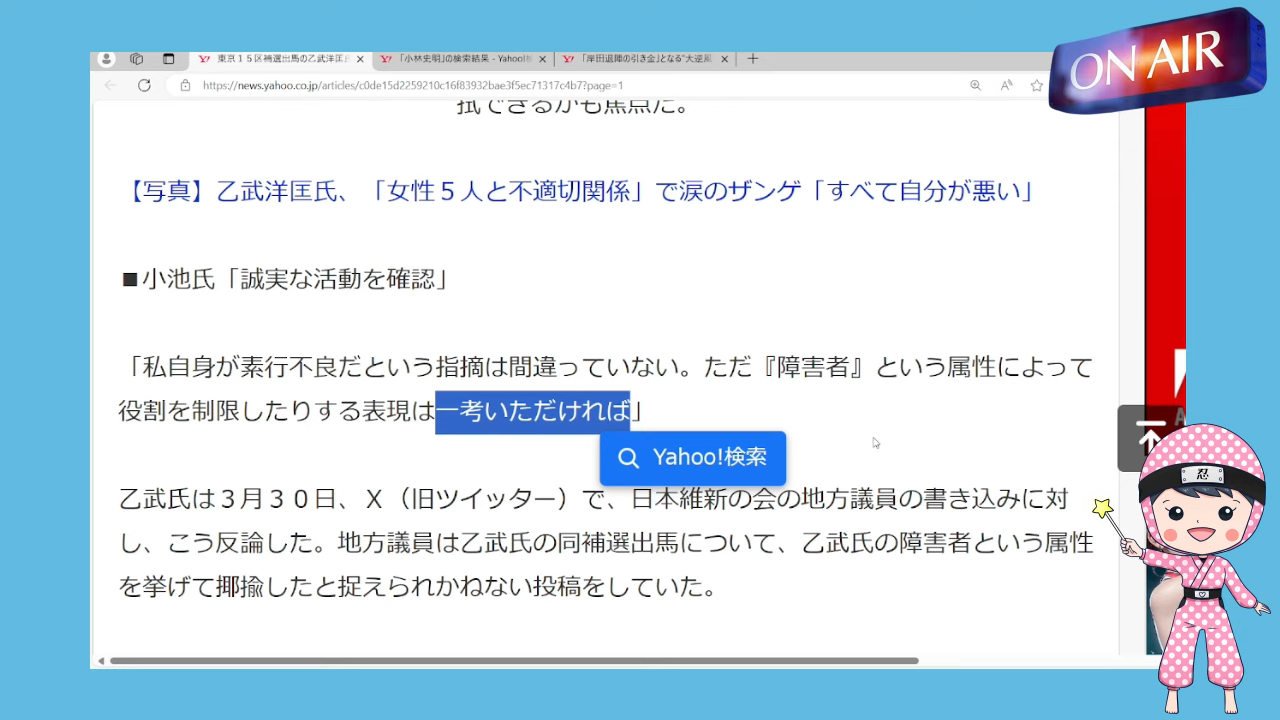 東京15区補選出馬の乙武洋匡氏
「小林史明」の検索結果 - Yahoo!
「岸田退陣の引き金」となる"大逆風
https://news.yahoo.co.jp/articles/c0de15d2259210c16f83932bae3f5ec71317c4b7?page=1
ON AIR
拭できるかも焦点だ。
【写真】乙武洋匡氏、「女性５人と不適切関係」で涙のザンゲ「すべて自分が悪い」
■小池氏「誠実な活動を確認」
「私自身が素行不良だという指摘は間違っていない。ただ『障害者』という属性によって
役割を制限したりする表現は一考いただければ」
Yahoo!検索
乙武氏は３月３０日、Ｘ（旧ツイッター）で、日本維新の会の地方議員の書き込みに対
し、こう反論した。地方議員は乙武氏の同補選出馬について、乙武氏の障害者という属性
を挙げて揶揄したと捉えられかねない投稿をしていた。
忍